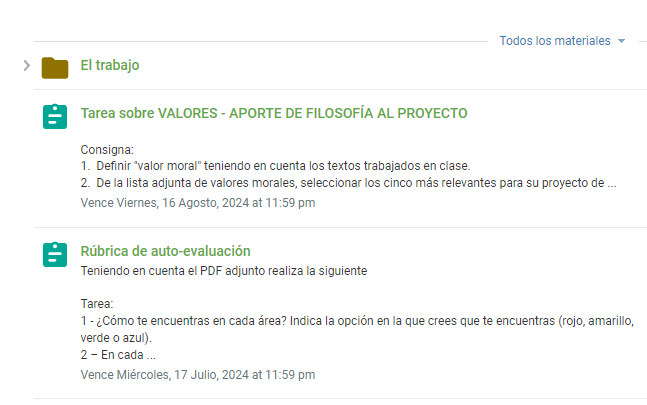 Todos los materiales
El trabajo
Tarea sobre VALORES - APORTE DE FILOSOFÍA AL PROYECTO
Consigna:
1. Definir "valor moral" teniendo en cuenta los textos trabajados en clase.
2. De la lista adjunta de valores morales, seleccionar los cinco más relevantes para su proyecto de ...
Vence Viernes, 16 Agosto, 2024 at 11:59 pm
Rúbrica de auto-evaluación
Teniendo en cuenta el PDF adjunto realiza la siguiente
Tarea:
1 - ¿Cómo te encuentras en cada área? Indica la opción en la que crees que te encuentras (rojo, amarillo,
verde o azul).
2 – En cada ...
Vence Miércoles, 17 Julio, 2024 at 11:59 pm